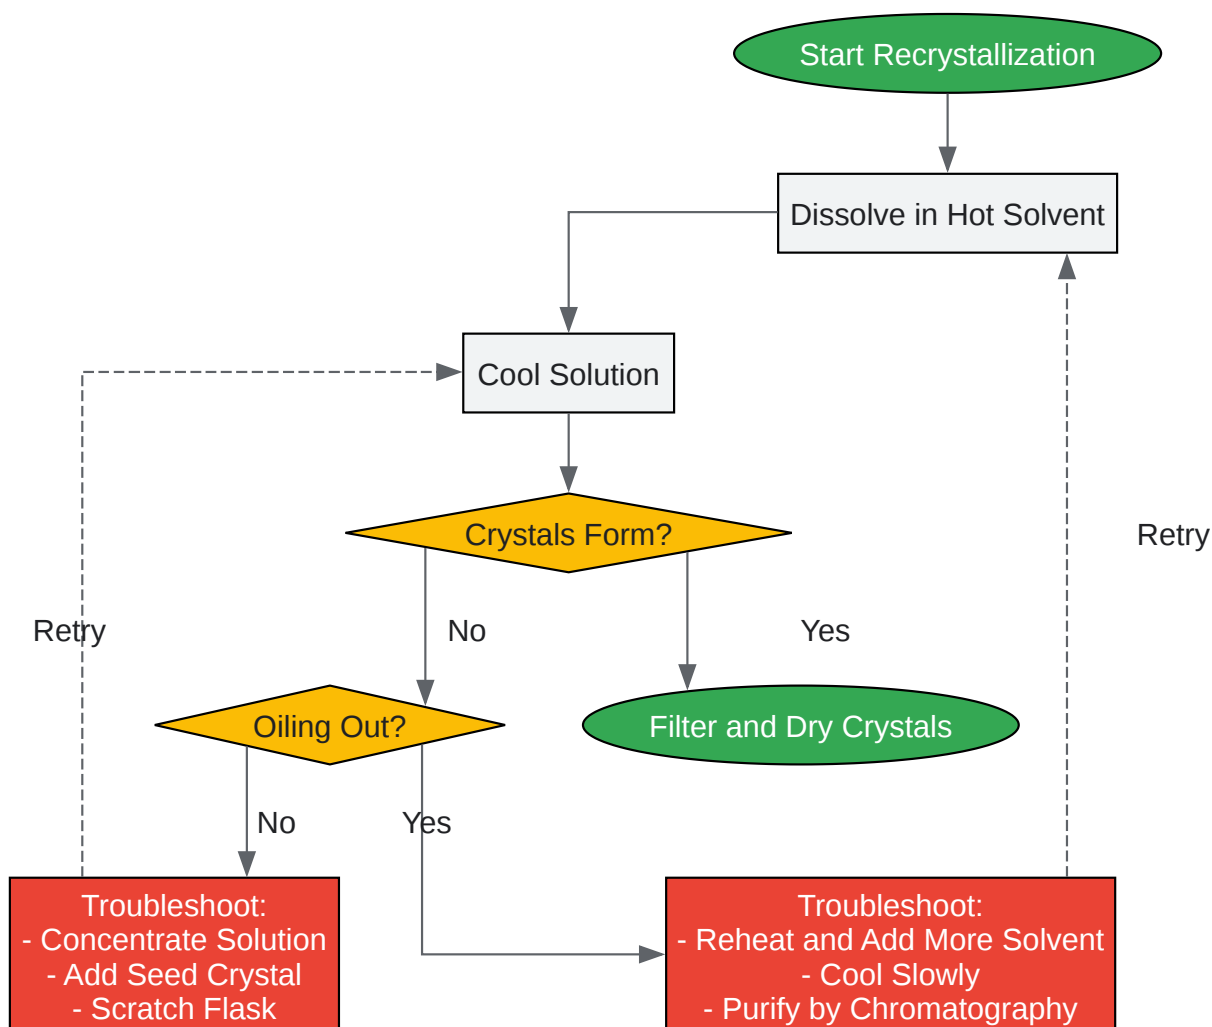 Start Recrystallization
Dissolve in Hot Solvent
Cool Solution
Crystals Form?
Retry
Retry
No
Yes
Oiling Out?
Filter and Dry Crystals
No
Yes
Troubleshoot:
- Concentrate Solution
- Add Seed Crystal
- Scratch Flask
Troubleshoot:
- Reheat and Add More Solvent
- Cool Slowly
- Purify by Chromatography